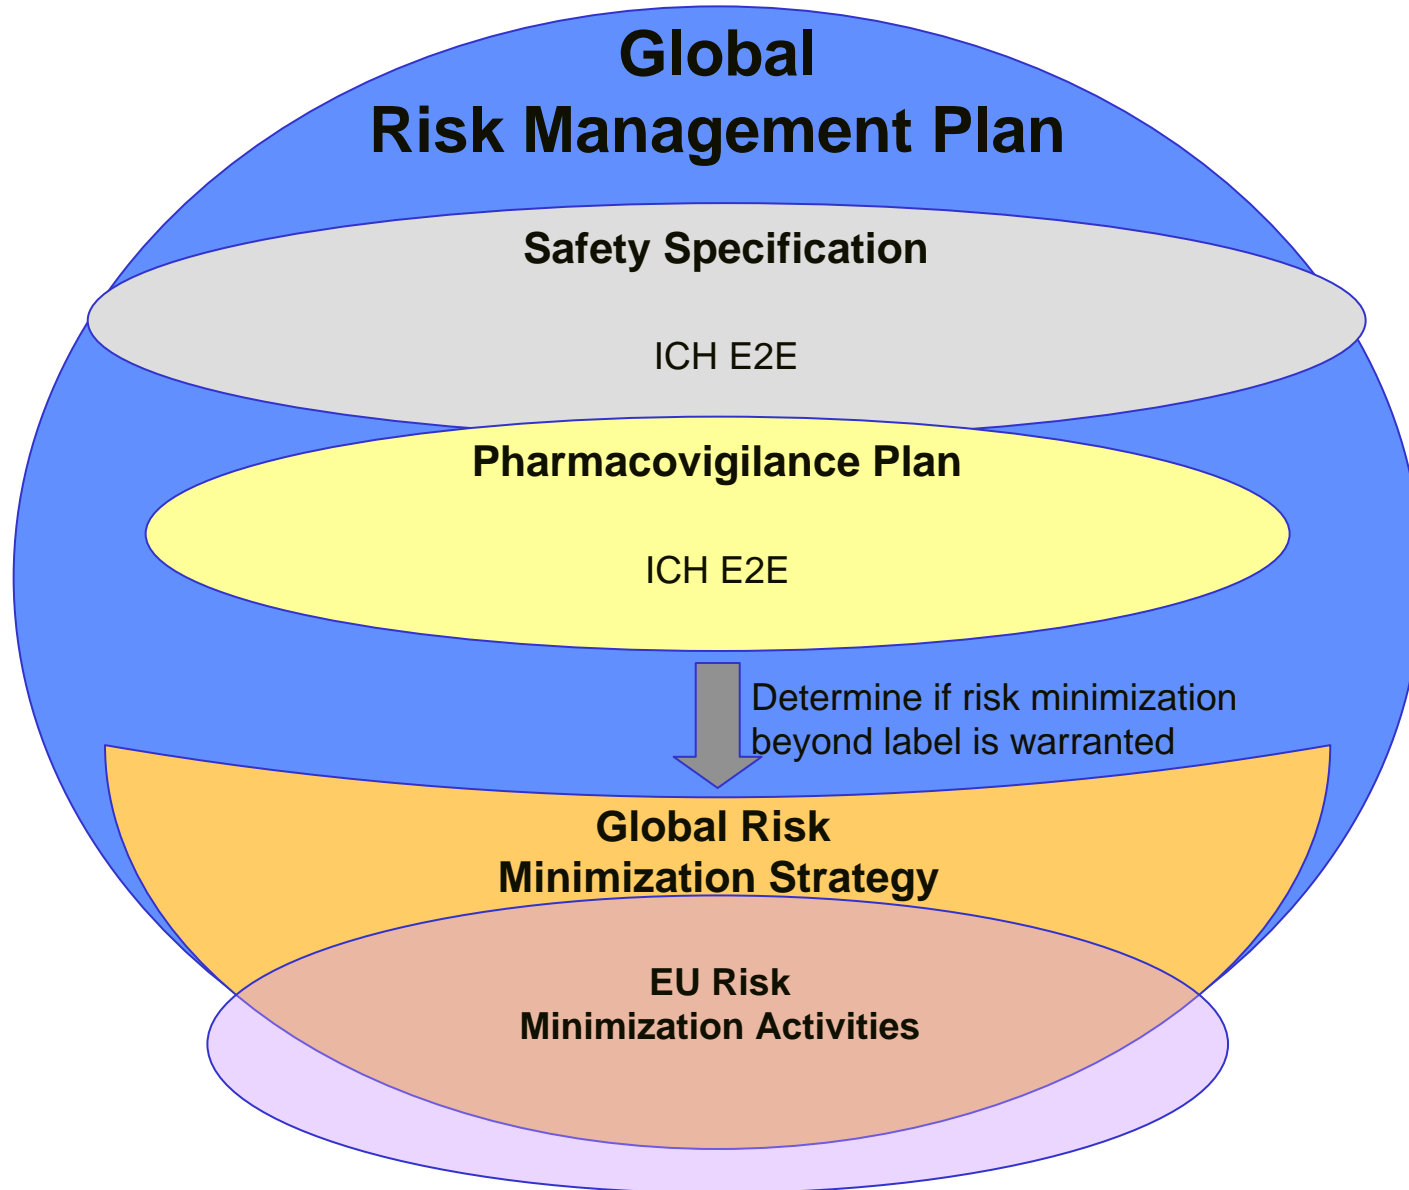 Global
Risk Management Plan
Safety Specification
ICH E2E
Pharmacovigilance Plan
ICH E2E
Determine if risk minimization
beyond label is warranted
Global Risk
Minimization Strategy
EU Risk
Minimization Activities